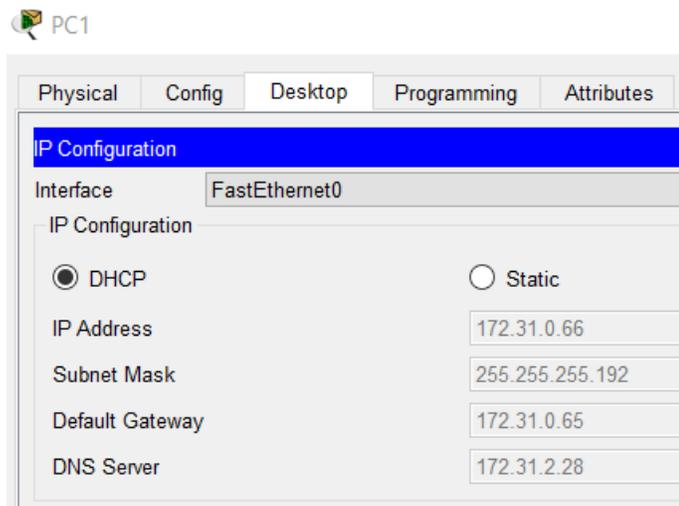 PC1
Physical Config Desktop Programming Attributes
IP Configuration
Interface FastEthernet0
IP Configuration
DHCP Static
IP Address 172.31.0.66
Subnet Mask 255.255.255.192
Default Gateway 172.31.0.65
DNS Server 172.31.2.28